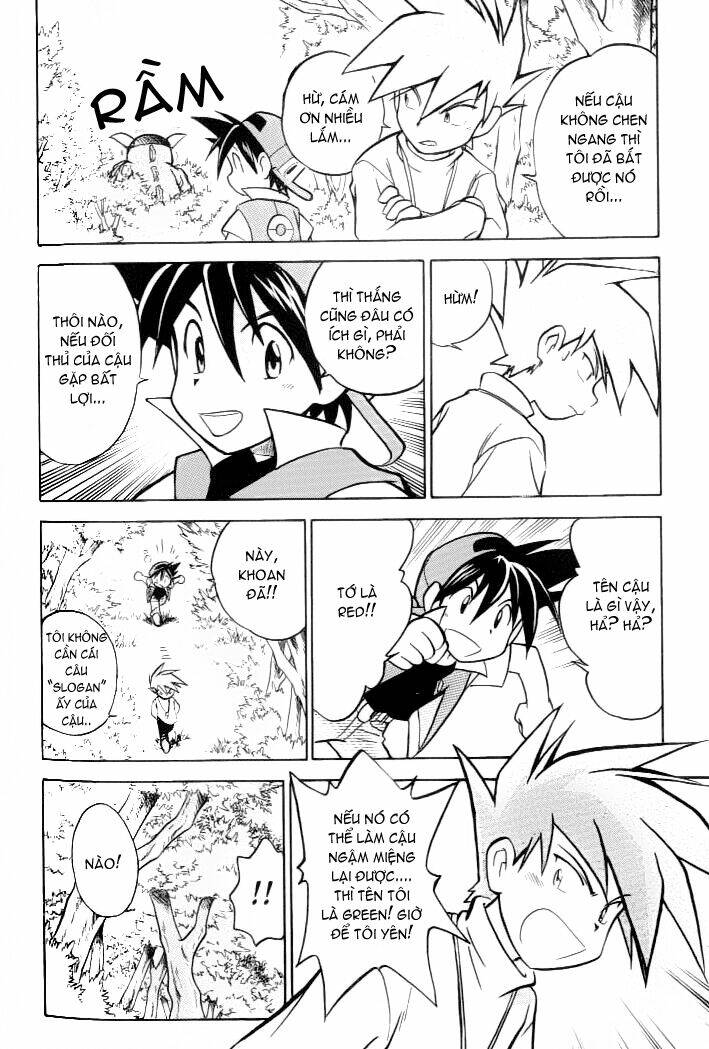 NẾU CẬU
KHÔNG CHEN
NGANG THÌ
TÔI ĐÃ BẮT
ĐƯỢC NÓ
RỒI...
HỪ, CÁM
ƠN NHIỀU
LẮM...
RẦM
HỪM!
THÌ THẮNG
CŨNG ĐÂU CÓ
ÍCH GÌ, PHẢI
KHÔNG?
THÔI NÀO,
NẾU ĐỐI
THỦ CỦA CẬU
GẶP BẤT
LỢI...
TÊN CẬU
LÀ GÌ VẬY,
HẢ? HẢ?
TỚ LÀ
RED!!
NÀY,
KHOAN
ĐÃ!!
TÔI KHÔNG
CẦN CÁI
CÂU
"SLOGAN"
ẤY CỦA
CẬU..
NẾU NÓ CÓ
THỂ LÀM CẬU
NGẬM MIỆNG
LẠI ĐƯỢC....
THÌ TÊN TÔI
LÀ GREEN! GIỜ
ĐỂ TÔI YÊN!
!!
NÀO!